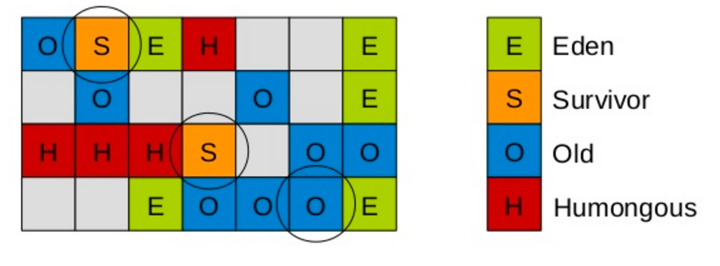 O S E H E
O O E
H H H S O O
E O O O E
E Eden
S Survivor
O Old
H Humongous